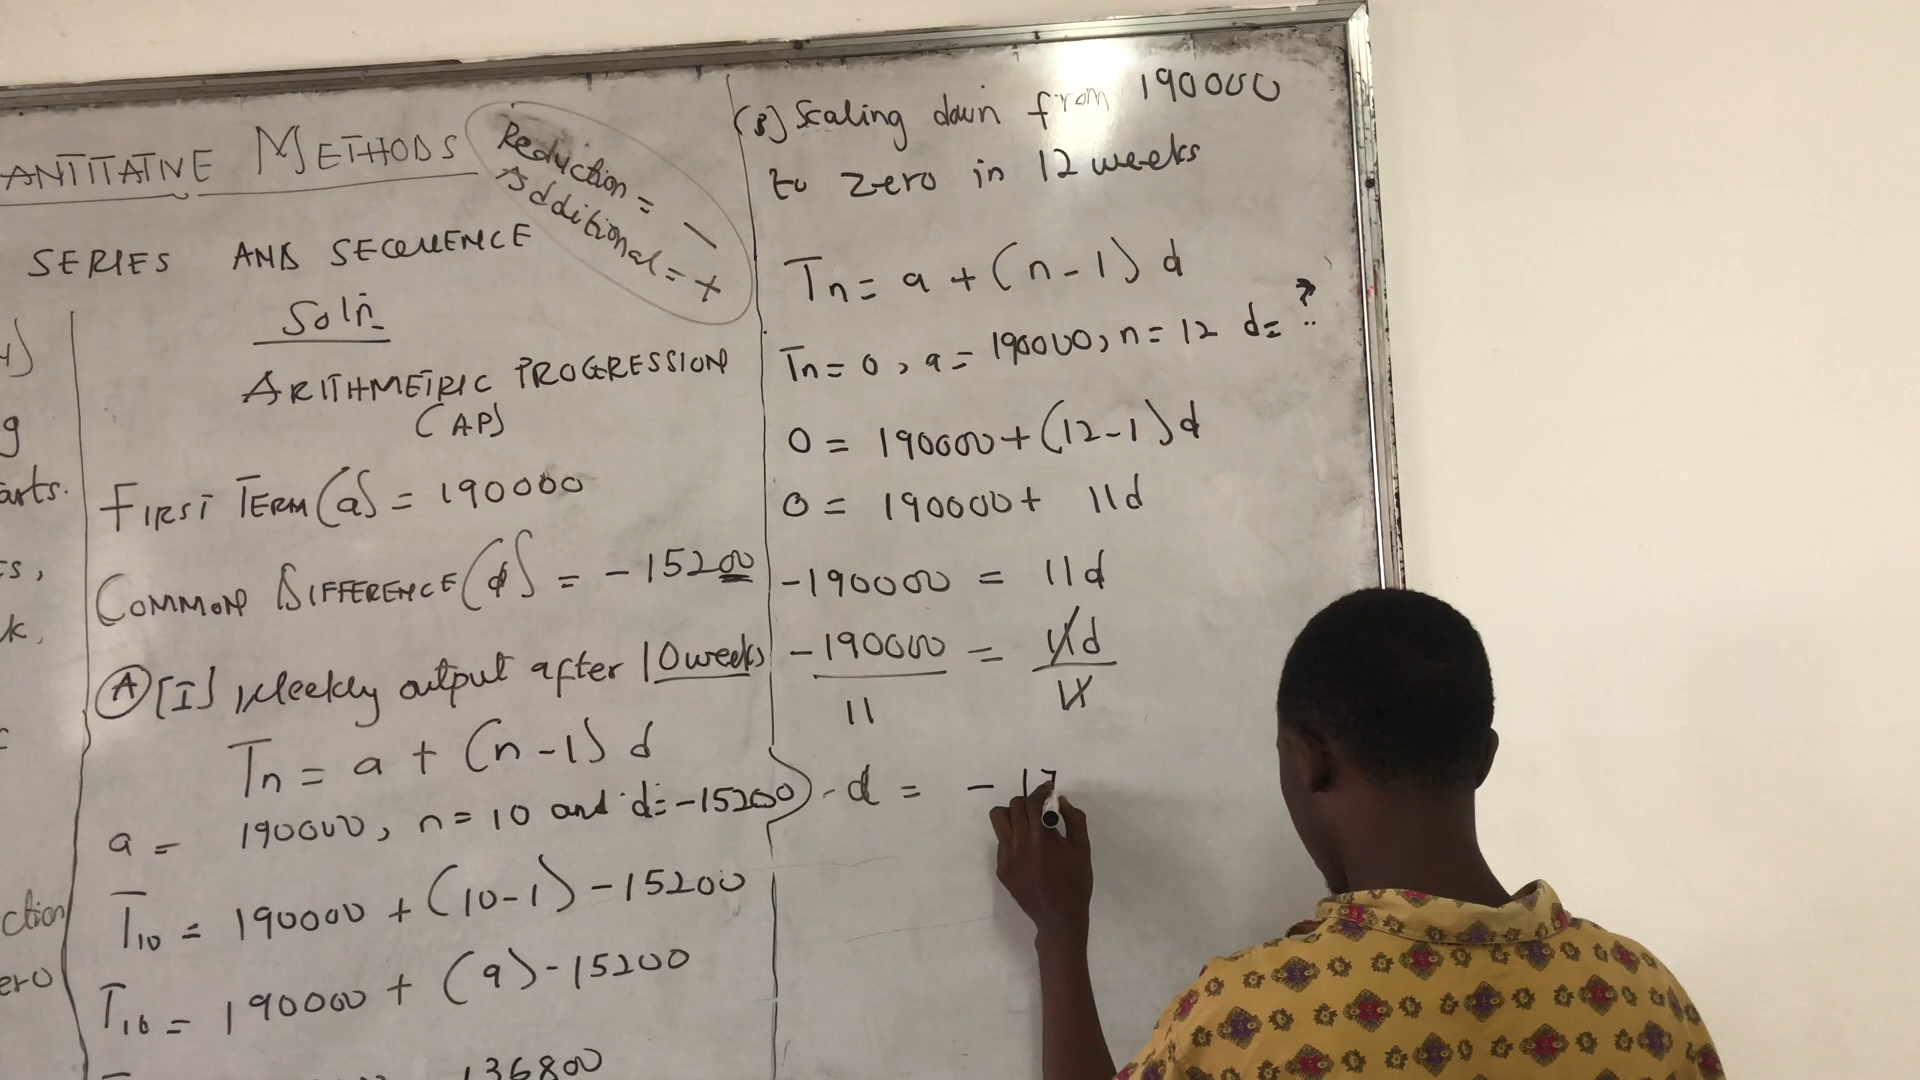 ANTITATIVE METHODS
Reduction = -
Additional = +
SERIES AND SEQUENCE
g
arts.
k.
ction
ero
Soln
ARITHMETRIC PROGRESSION
(AP)
FIRST TERM (a) = 190000
COMMON DIFFERENCE (d) = -15200
(A) [I] Weekly output after 10 weeks
Tn = a + (n-1) d
a = 190000, n = 10 and d = -15200
T10 = 190000 + (10-1) -15200
T10 = 190000 + (9) -15200
136800
(B) Scaling down from 190000
to zero in 12 weeks
Tn = a + (n-1) d
Tn = 0, a = 190000, n = 12 d = ?
0 = 190000 + (12-1) d
0 = 190000 + 11d
-190000 = 11d
-190000 = 11d
11 11
d = -17